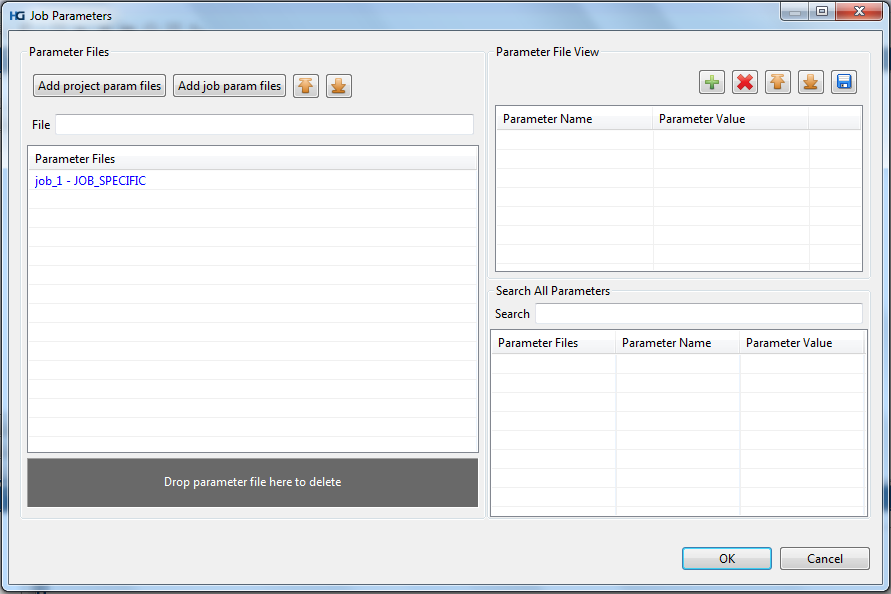 HG Job Parameters
Parameter Files
Add project param files Add job param files
File
Parameter Files
job_1 - JOB_SPECIFIC
Drop parameter file here to delete
Parameter File View
Parameter Name Parameter Value
Search All Parameters
Search
Parameter Files Parameter Name Parameter Value
OK Cancel